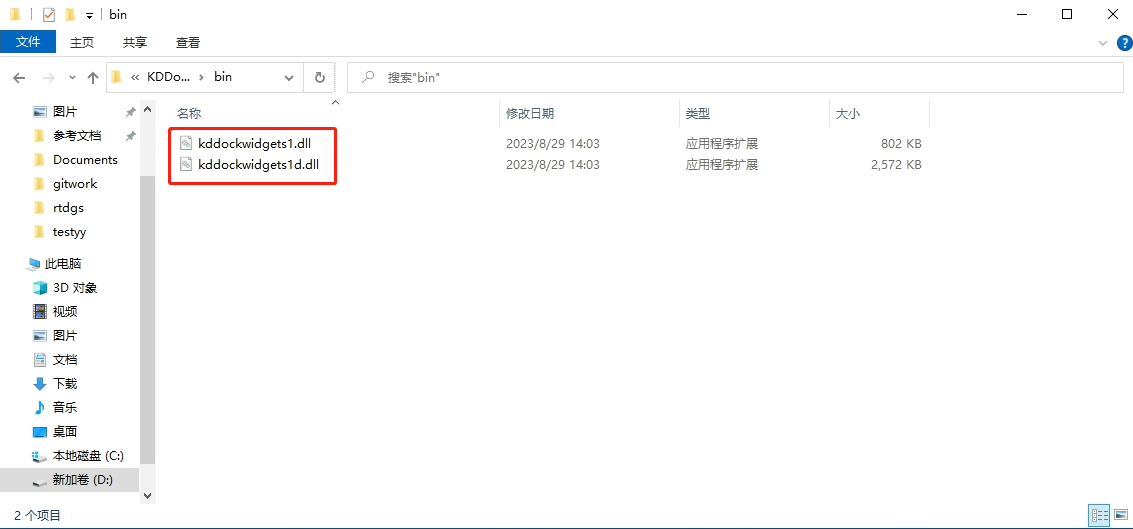 bin
文件 主页 共享 查看
« KDDo... › bin
搜索"bin"
图片
参考文档
Documents
gitwork
rtdgs
testyy
此电脑
3D 对象
视频
图片
文档
下载
音乐
桌面
本地磁盘 (C:)
新加卷 (D:)
名称 修改日期 类型 大小
kddockwidgets1.dll 2023/8/29 14:03 应用程序扩展 802 KB
kddockwidgets1d.dll 2023/8/29 14:03 应用程序扩展 2,572 KB
2 个项目